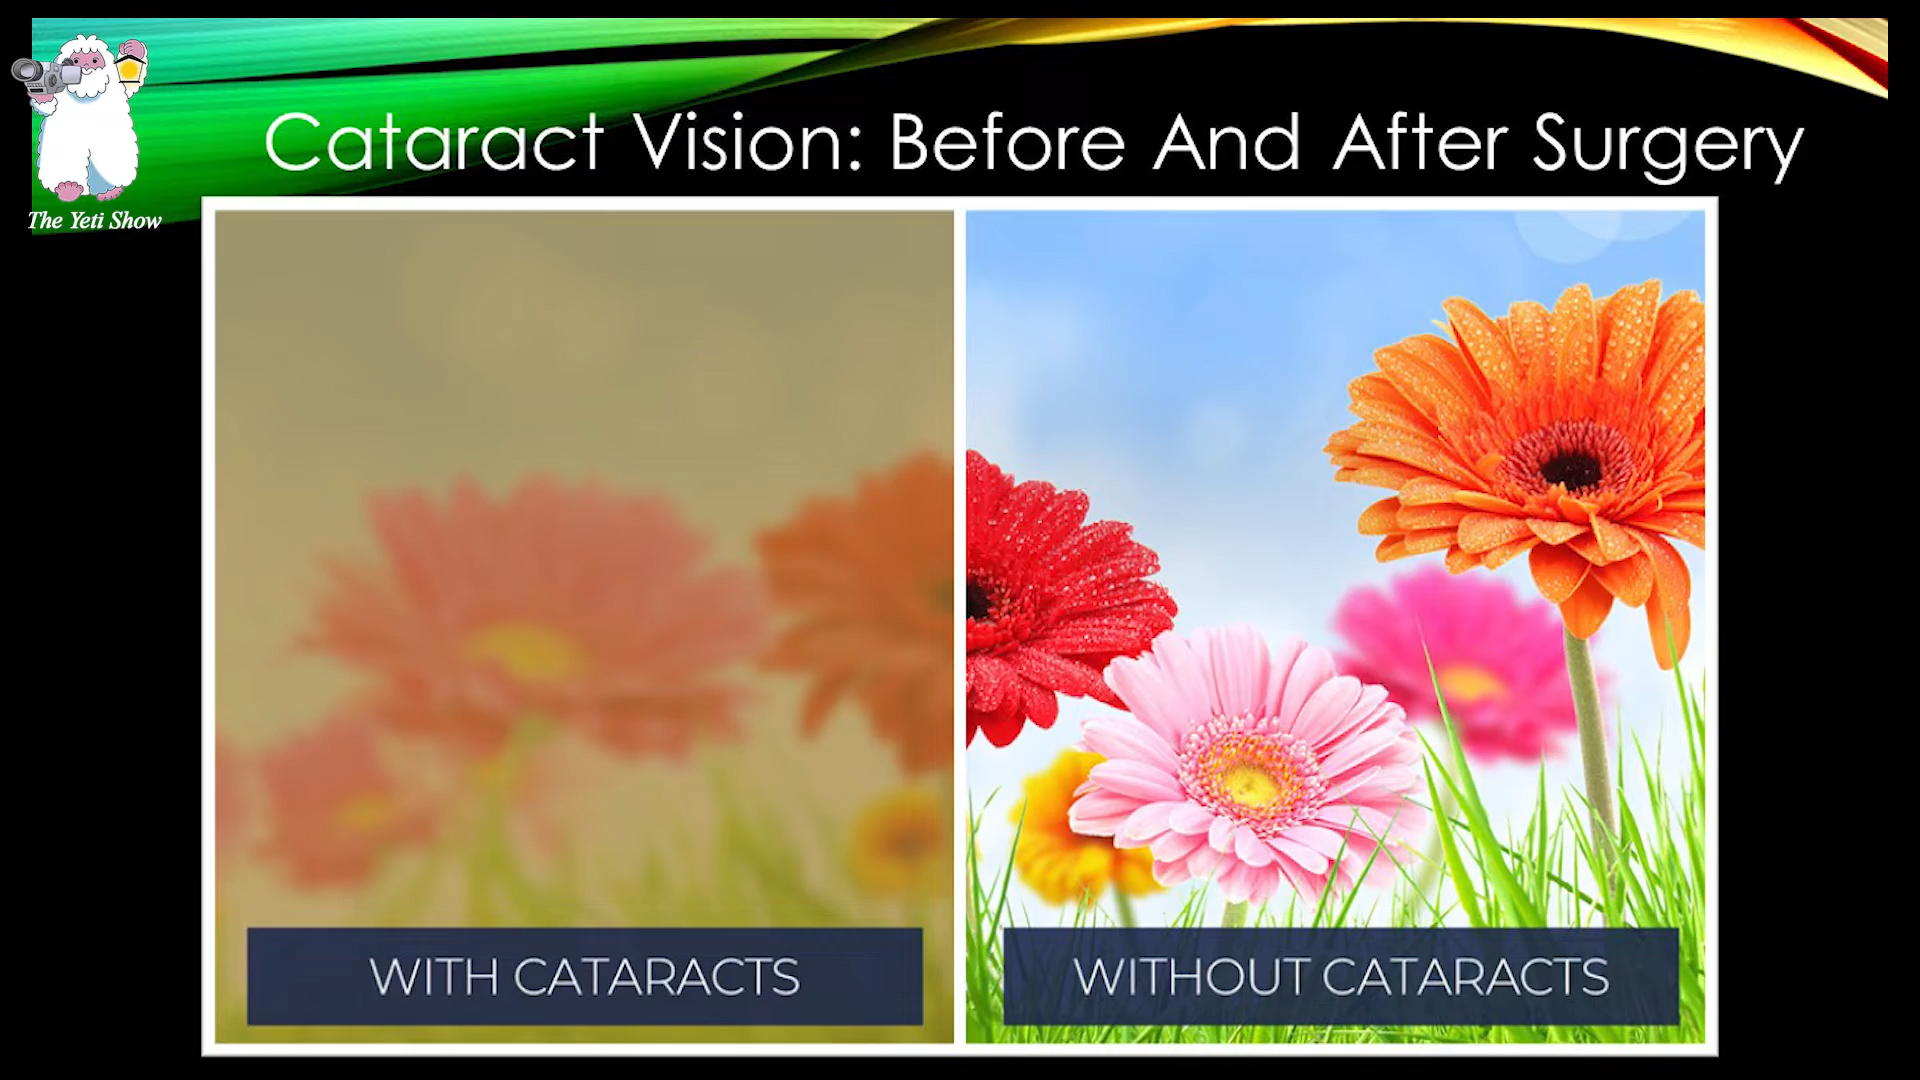 Cataract Vision: Before And After Surgery
The Yeti Show
WITH CATARACTS
WITHOUT CATARACTS